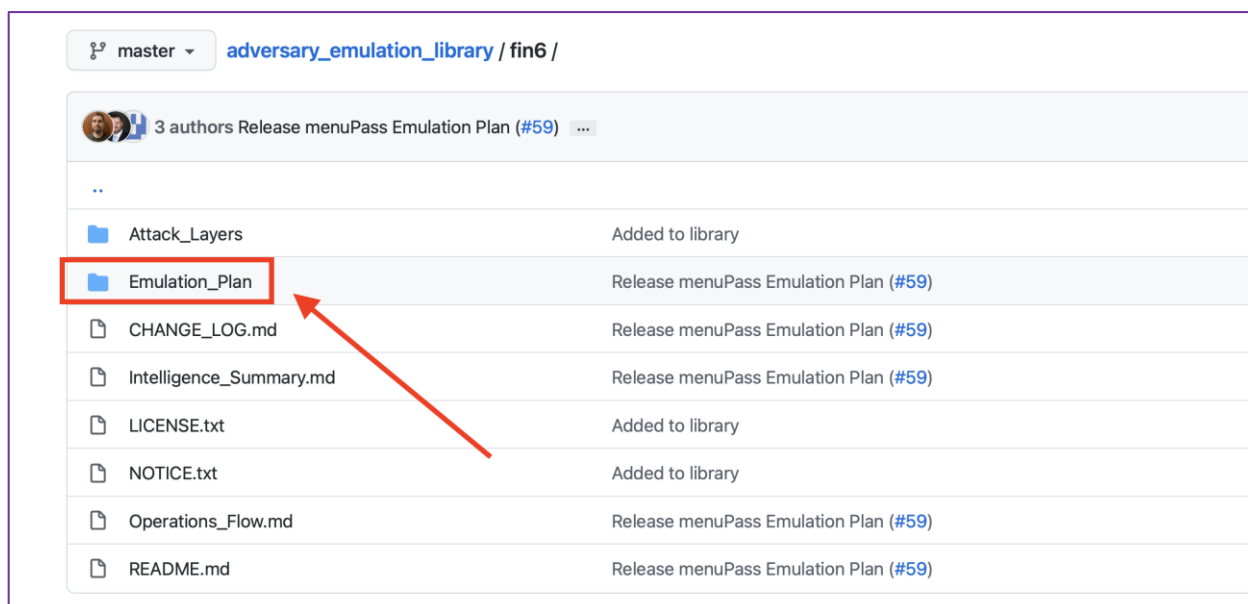 master adversary_emulation_library / fin6 /
3 authors Release menuPass Emulation Plan (#59) ...
..
Attack_Layers Added to library
Emulation_Plan Release menuPass Emulation Plan (#59)
CHANGE_LOG.md Release menuPass Emulation Plan (#59)
Intelligence_Summary.md Release menuPass Emulation Plan (#59)
LICENSE.txt Added to library
NOTICE.txt Added to library
Operations_Flow.md Release menuPass Emulation Plan (#59)
README.md Release menuPass Emulation Plan (#59)